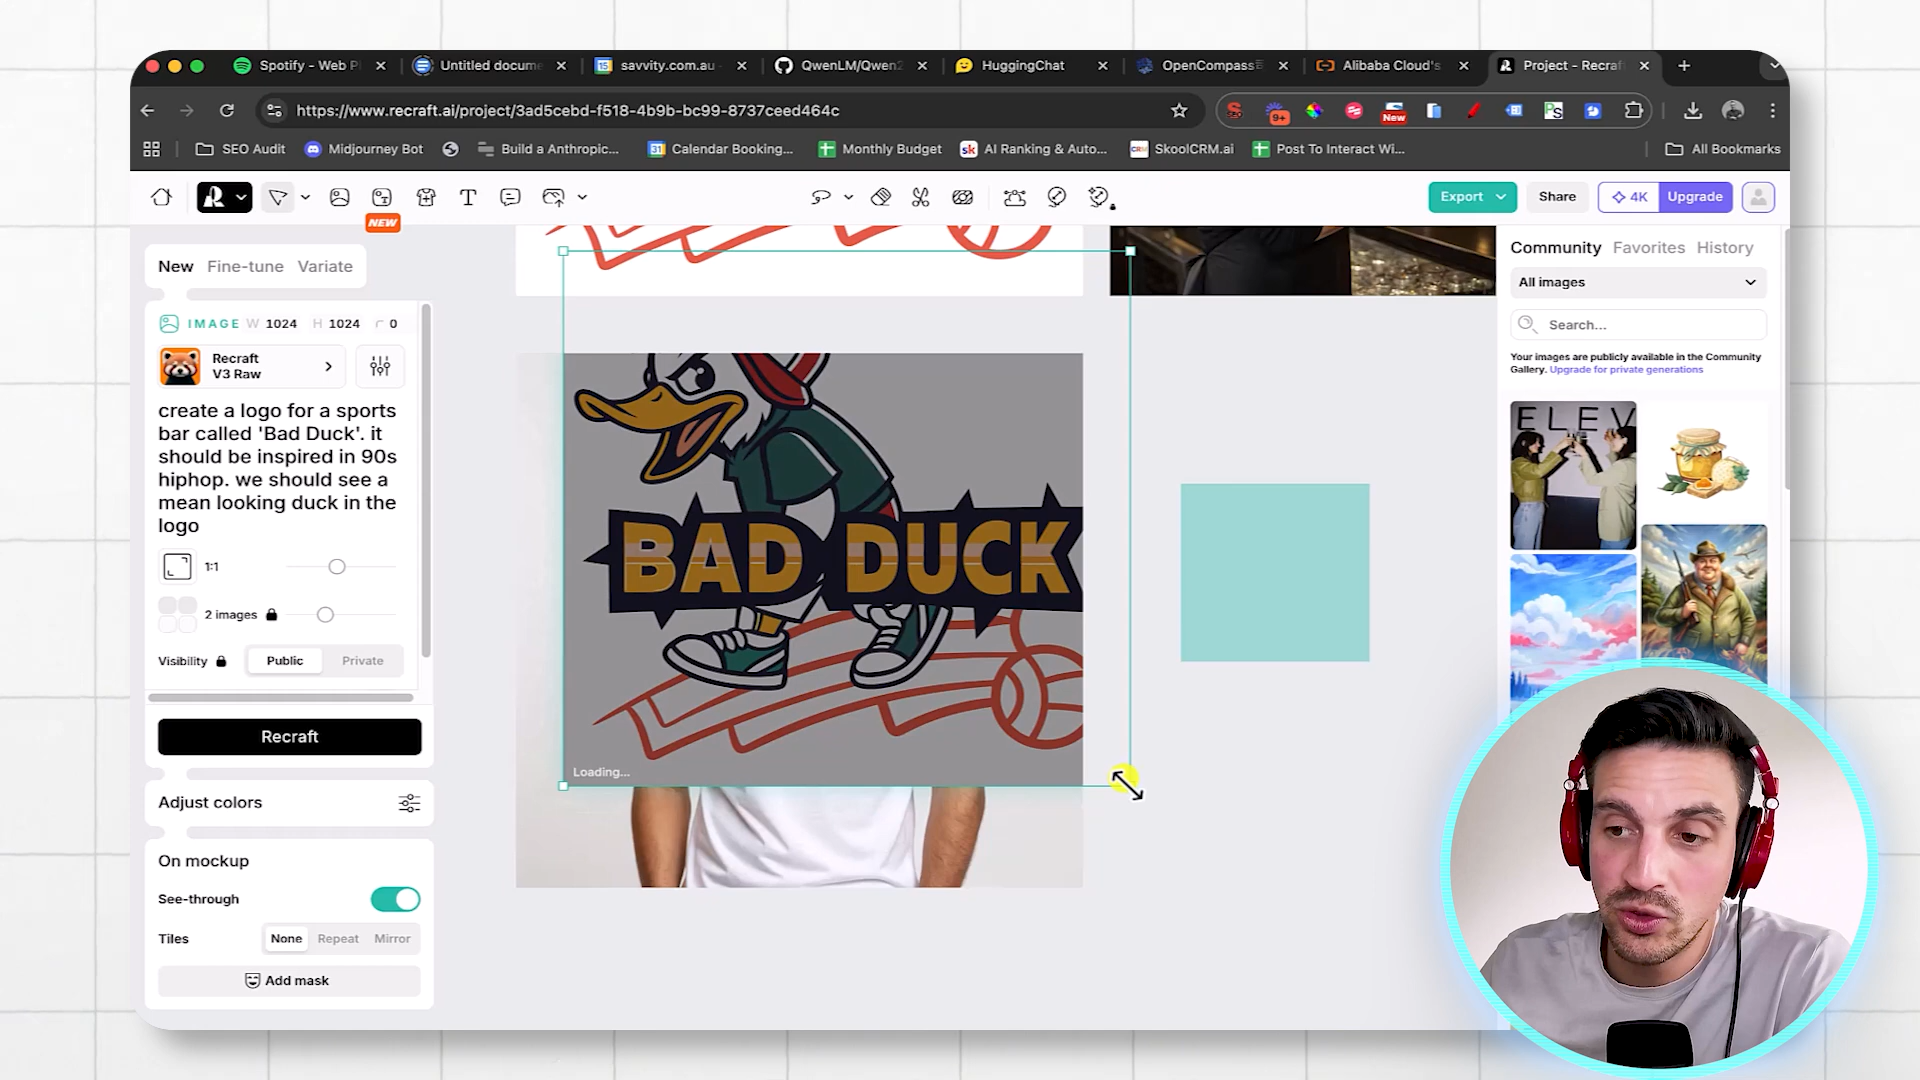 Spotify - Web P
Untitled docume
savvity.com.au
QwenLM/Qwen2
HuggingChat
OpenCompass
Alibaba Cloud's
Project - Recraf
https://www.recraft.ai/project/3ad5cebd-f518-4b9b-bc99-8737ceed464c
9+
New
SEO Audit
Midjourney Bot
Build a Anthropic...
Calendar Booking...
Monthly Budget
sk AI Ranking & Auto...
CRM SkoolCRM.ai
Post To Interact Wi...
All Bookmarks
NEW
T
Export
Share
4K
Upgrade
New Fine-tune Variate
IMAGE W 1024 H 1024 0
Recraft
V3 Raw
create a logo for a sports
bar called 'Bad Duck'. it
should be inspired in 90s
hiphop. we should see a
mean looking duck in the
logo
1:1
2 images
Visibility Public Private
Recraft
Adjust colors
On mockup
See-through
Tiles None Repeat Mirror
Add mask
BAD DUCK
Loading...
Community Favorites History
All images
Search...
Your images are publicly available in the Community
Gallery. Upgrade for private generations
ELEV